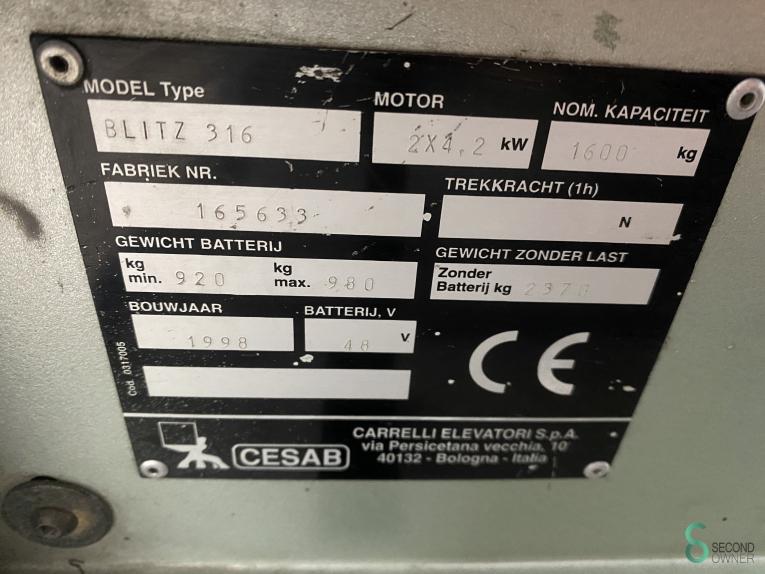 MODEL Type
BLITZ 316
MOTOR
2X4,2 kW
NOM. KAPACITEIT
1600 kg
FABRIEK NR.
165633
TREKKRACHT (1h)
N
GEWICHT BATTERIJ
kg min. 920 kg max. 980
GEWICHT ZONDER LAST
Zonder
Batterij kg 2370
BOUWJAAR
1998
BATTERIJ, V
48 V
Cod. 0317005
CE
CESAB
CARRELLI ELEVATORI S.p.A.
via Persicetana vecchia, 10
40132 - Bologna - Italia
SECOND
OWNER